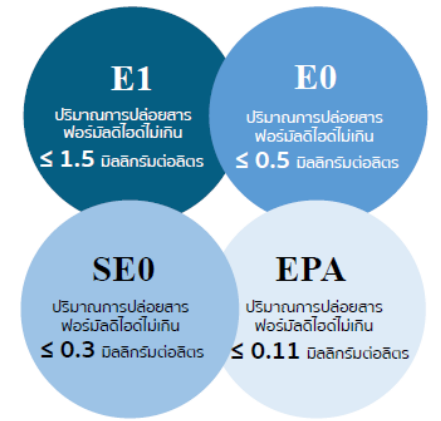 E1
ปริมาณการปล่อยสาร
ฟอร์มัลดิไฮด์ไม่เกิน
≤ 1.5 มิลลิกรัมต่อลิตร
E0
ปริมาณการปล่อยสาร
ฟอร์มัลดิไฮด์ไม่เกิน
≤ 0.5 มิลลิกรัมต่อลิตร
SE0
ปริมาณการปล่อยสาร
ฟอร์มัลดิไฮด์ไม่เกิน
≤ 0.3 มิลลิกรัมต่อลิตร
EPA
ปริมาณการปล่อยสาร
ฟอร์มัลดิไฮด์ไม่เกิน
≤ 0.11 มิลลิกรัมต่อลิตร